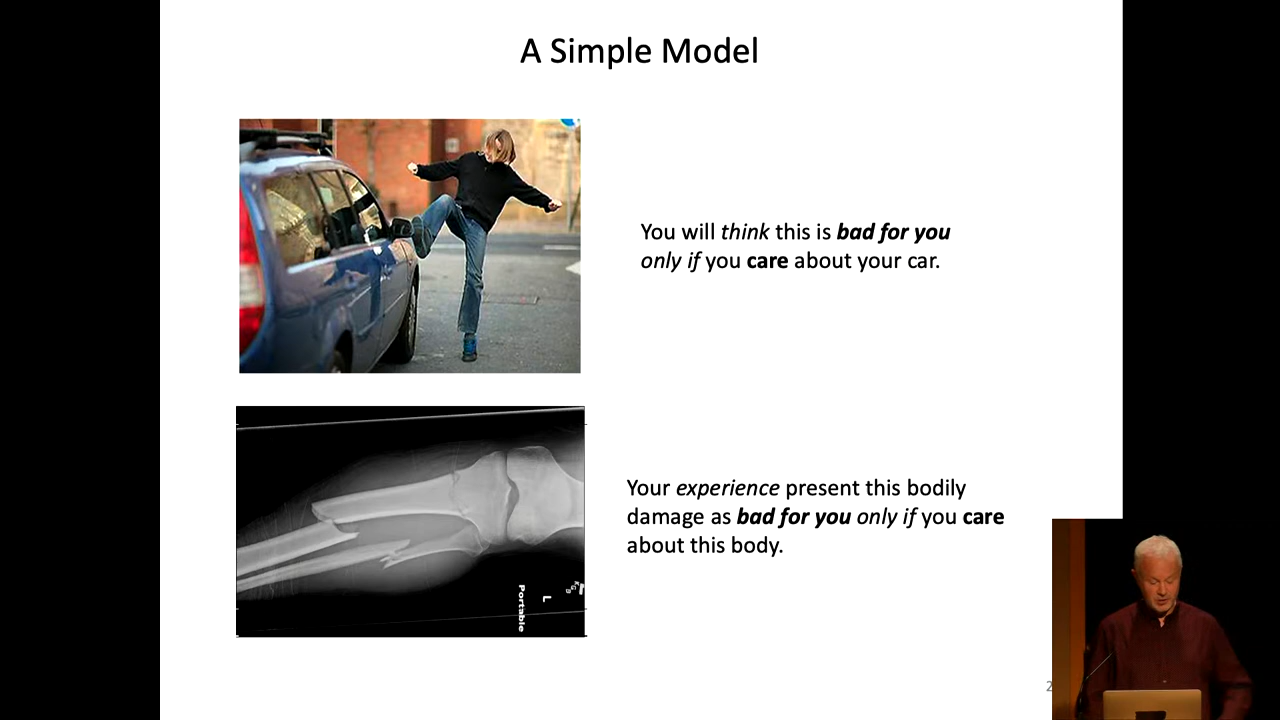 A Simple Model
You will think this is bad for you
only if you care about your car.
Your experience present this bodily
damage as bad for you only if you care
about this body.
L
Portable
2